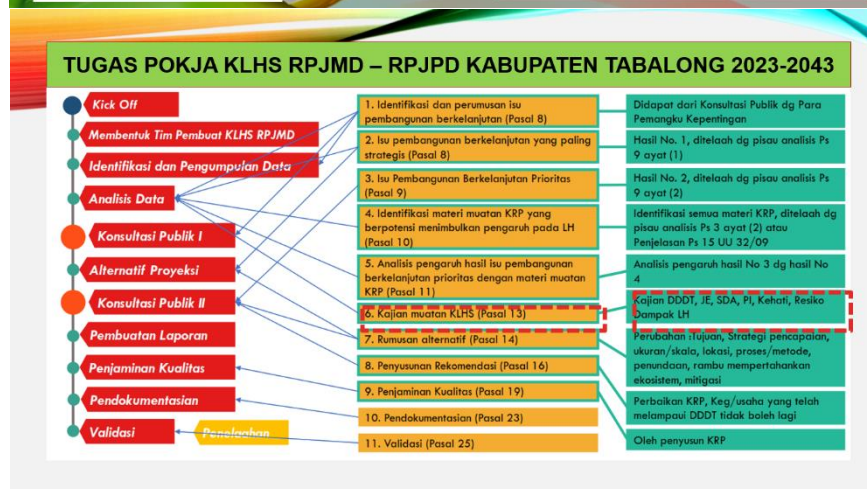 TUGAS POKJA KLHS RPJMD – RPJPD KABUPATEN TABALONG 2023-2043
Kick Off
Membentuk Tim Pembuat KLHS RPJMD
Identifikasi dan Pengumpulan Data
Analisis Data
Konsultasi Publik I
Alternatif Proyeksi
Konsultasi Publik II
Pembuatan Laporan
Penjaminan Kualitas
Pendokumentasian
Validasi
Penelaahan
1. Identifikasi dan perumusan isu
pembangunan berkelanjutan (Pasal 8)
2. Isu pembangunan berkelanjutan yang paling
strategis (Pasal 8)
3. Isu Pembangunan Berkelanjutan Prioritas
(Pasal 9)
4. Identifikasi materi muatan KRP yang
berpotensi menimbulkan pengaruh pada LH
(Pasal 10)
5. Analisis pengaruh hasil isu pembangunan
berkelanjutan prioritas dengan materi muatan
KRP (Pasal 11)
6. Kajian muatan KLHS (Pasal 13)
7. Rumusan alternatif (Pasal 14)
8. Penyusunan Rekomendasi (Pasal 16)
9. Penjaminan Kualitas (Pasal 19)
10. Pendokumentasian (Pasal 23)
11. Validasi (Pasal 25)
Didapat dari Konsultasi Publik dg Para
Pemangku Kepentingan
Hasil No. 1, ditelaah dg pisau analisis Ps
9 ayat (1)
Hasil No. 2, ditelaah dg pisau analisis Ps
9 ayat (2)
Identifikasi semua materi KRP, ditelaah dg
pisau analisis Ps 3 ayat (2) atau
Penjelasan Ps 15 UU 32/09
Analisis pengaruh hasil No 3 dg hasil No
4
Kajian DDDT, JE, SDA, PI, Kehati, Resiko
Dampak LH
Perubahan :Tujuan, Strategi pencapaian,
ukuran/skala, lokasi, proses/metode,
penundaan, rambu mempertahankan
ekosistem, mitigasi
Perbaikan KRP, Keg/usaha yang telah
melampaui DDDT tidak boleh lagi
Oleh penyusun KRP